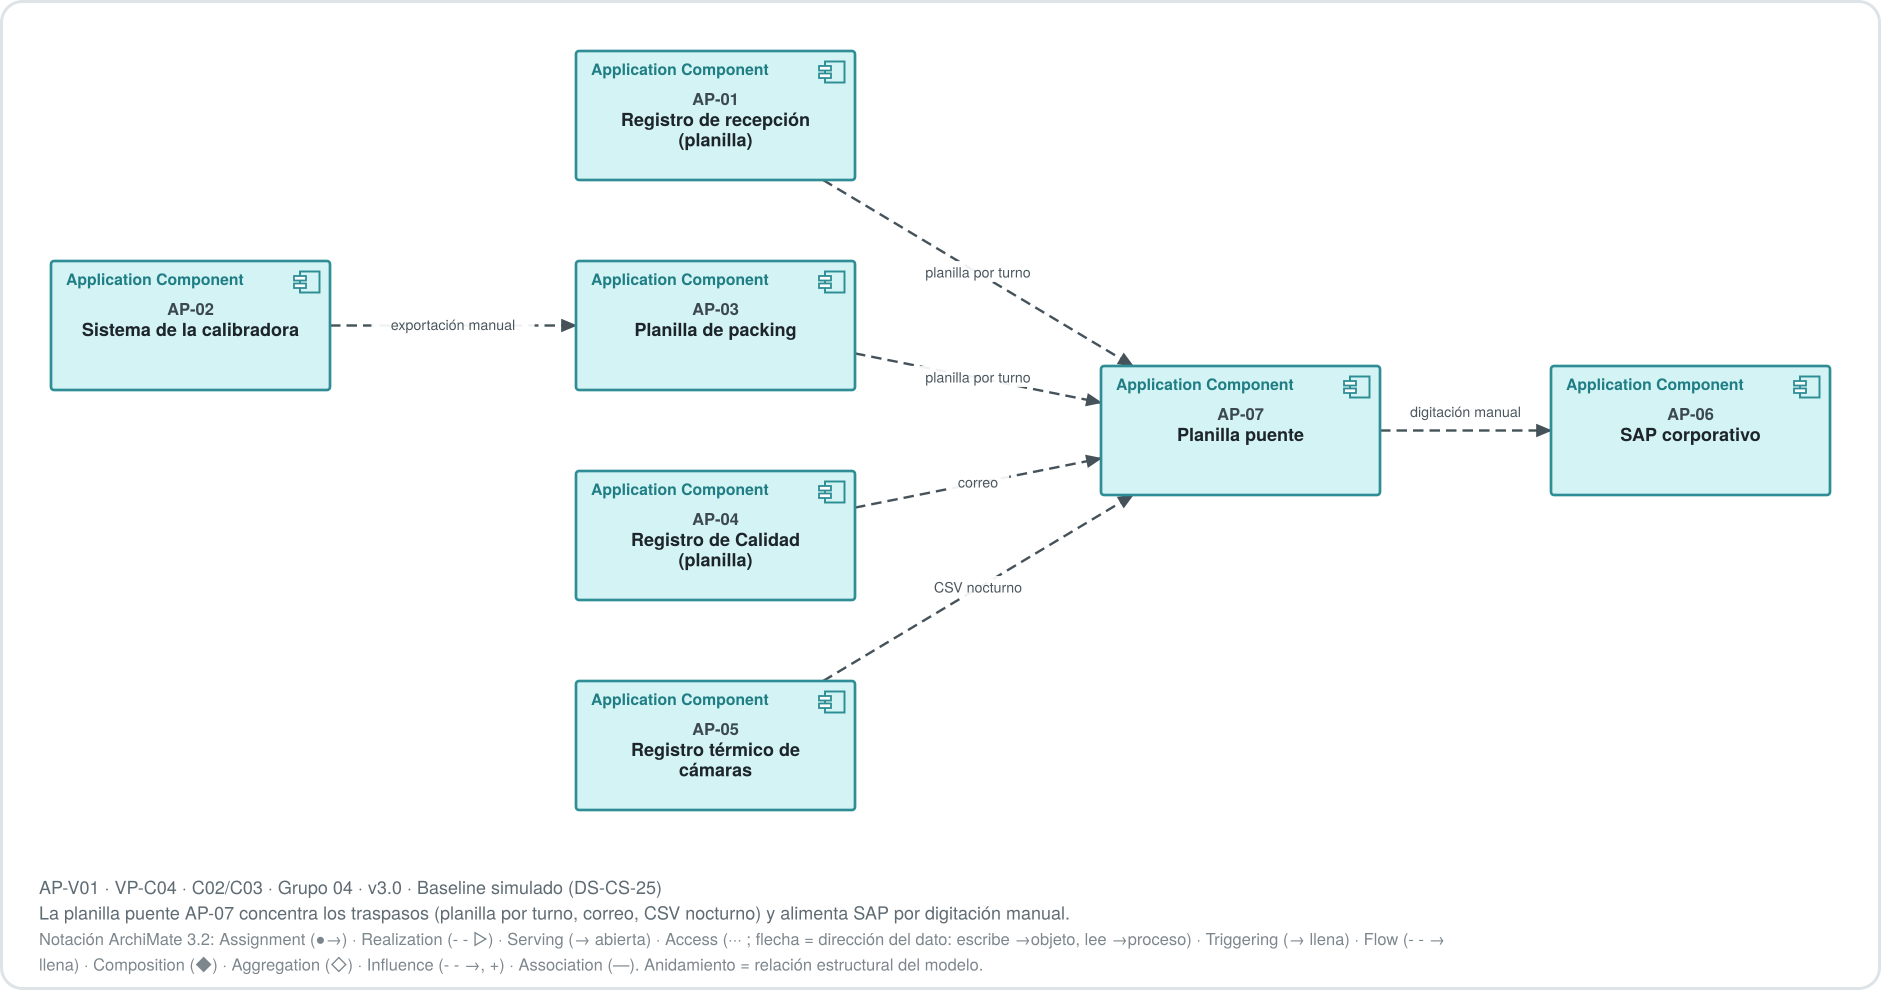 Application Component
AP-01
Registro de recepción
(planilla)
planilla por turno
Application Component
AP-02
Sistema de la calibradora
exportación manual
Application Component
AP-03
Planilla de packing
planilla por turno
Application Component
AP-07
Planilla puente
digitación manual
Application Component
AP-06
SAP corporativo
Application Component
AP-04
Registro de Calidad
(planilla)
correo
CSV nocturno
Application Component
AP-05
Registro térmico de
cámaras
AP-V01 · VP-C04 · C02/C03 · Grupo 04 · v3.0 · Baseline simulado (DS-CS-25)
La planilla puente AP-07 concentra los traspasos (planilla por turno, correo, CSV nocturno) y alimenta SAP por digitación manual.
Notación ArchiMate 3.2: Assignment (●→) · Realization (- - ▷) · Serving (→ abierta) · Access (··· ; flecha = dirección del dato: escribe →objeto, lee →proceso) · Triggering (→ llena) · Flow (- - →
llena) · Composition (◆) · Aggregation (◇) · Influence (- - →, +) · Association (—). Anidamiento = relación estructural del modelo.